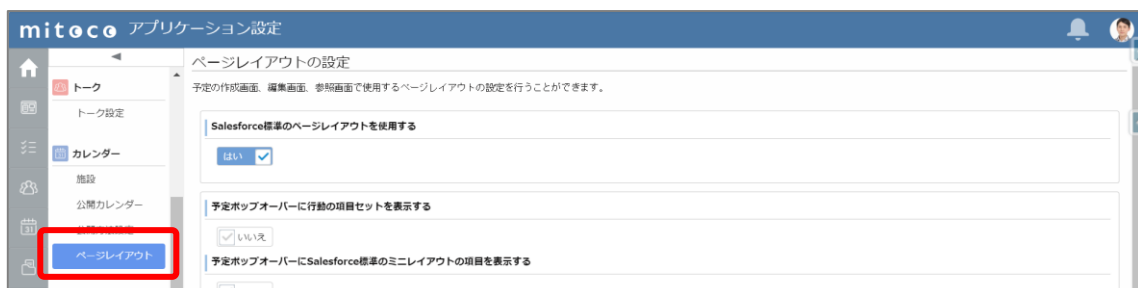 mitoco アプリケーション設定
ページレイアウトの設定
予定の作成画面、編集画面、参照画面で使用するページレイアウトの設定を行うことができます。
トーク
トーク設定
カレンダー
施設
公開カレンダー
ページレイアウト
Salesforce標準のページレイアウトを使用する
はい
予定ポップオーバーに行動の項目セットを表示する
いいえ
予定ポップオーバーにSalesforce標準のミニレイアウトの項目を表示する
31